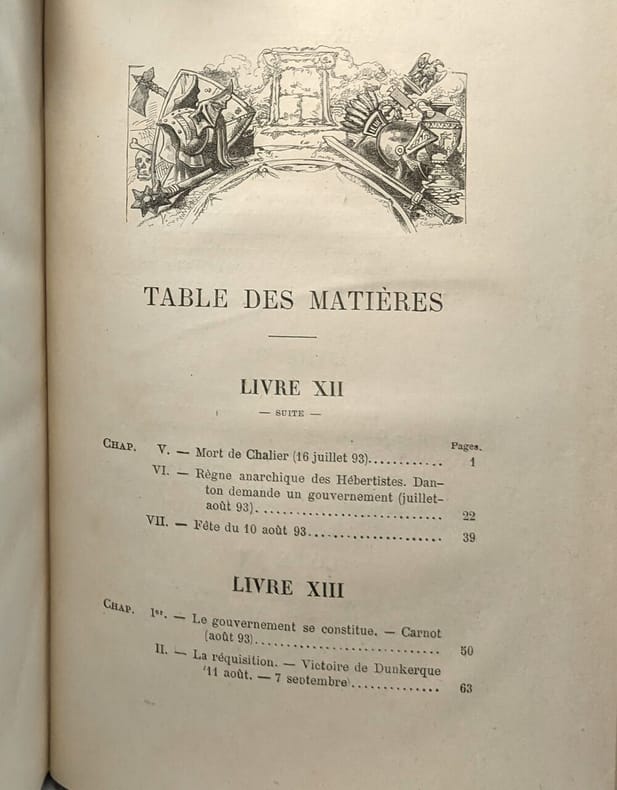 TABLE DES MATIÈRES
LIVRE XII
— SUITE —
Pages.
CHAP. V. — Mort de Chalier (16 juillet 93)............ 1
VI. — Règne anarchique des Hébertistes. Dan-
ton demande un gouvernement (juillet-
août 93)............................ 22
VII. — Fête du 10 août 93.................... 39
LIVRE XIII
CHAP. Ier. — Le gouvernement se constitue. — Carnot
(août 93)........................... 50
II. — La réquisition. — Victoire de Dunkerque
(11 août. — 7 septembre).............. 63